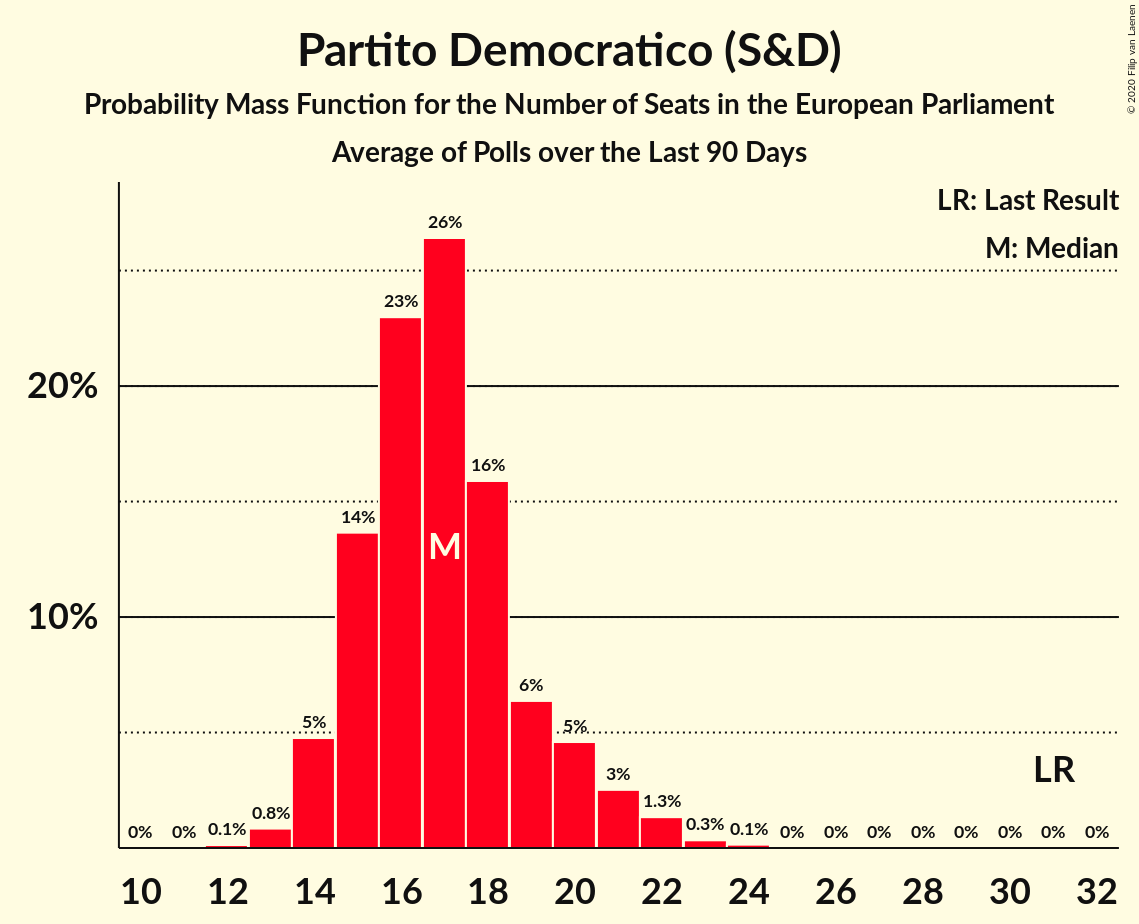 Partito Democratico (S&D)
Probability Mass Function for the Number of Seats in the European Parliament
Average of Polls over the Last 90 Days
© 2020 Filip van Laenen
LR: Last Result
M: Median
26%
23%
20%
16%
14%
M
10%
6%
5%
5%
LR
3%
0% 0% 0.1% 0.8% 1.3% 0.3% 0.1% 0% 0% 0% 0% 0% 0% 0% 0%
10 12 14 16 18 20 22 24 26 28 30 32